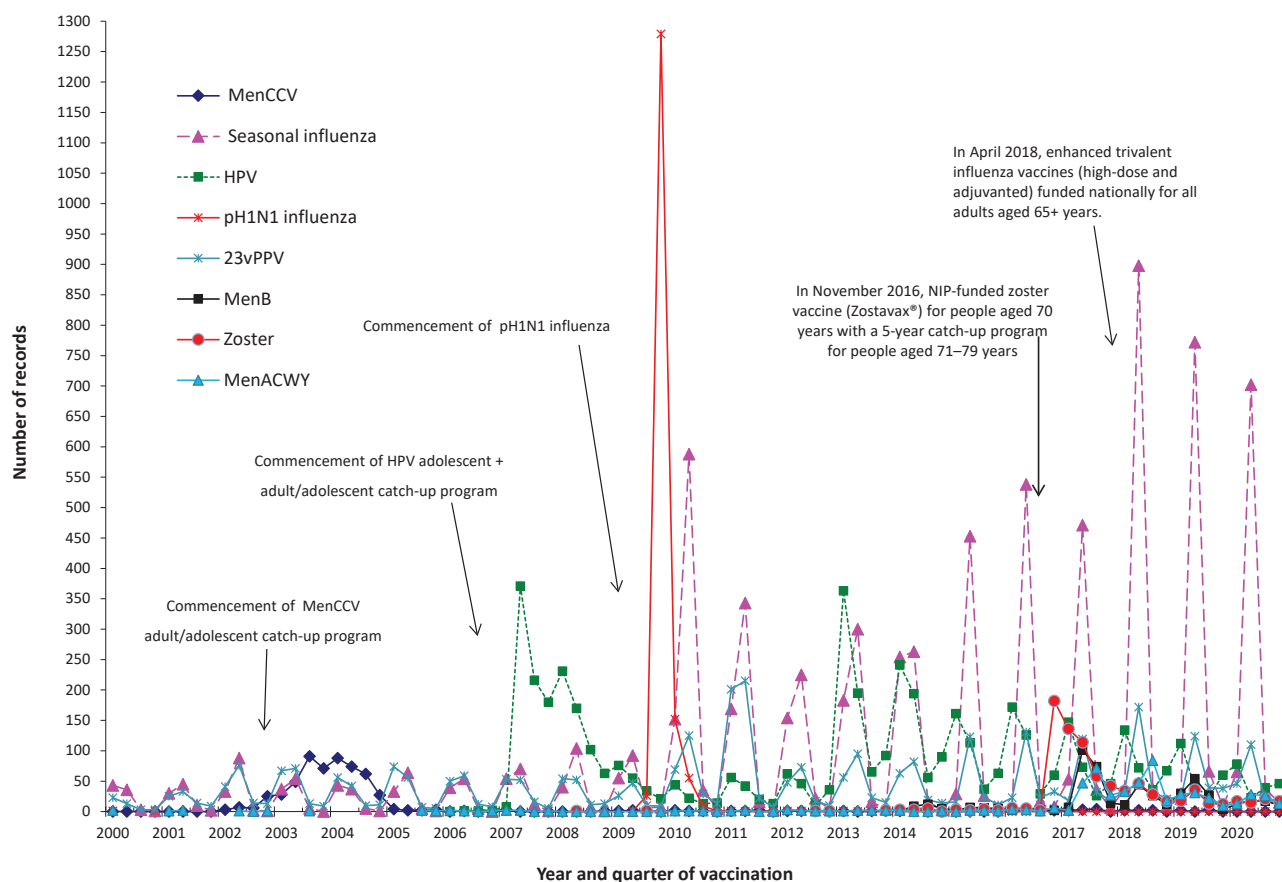 1300
1250
1200
1150
1100
1050
1000
950
900
850
800
750
700
650
600
550
500
450
400
350
300
250
200
150
100
50
0
Number of records
MenCCV
Seasonal influenza
HPV
pH1N1 influenza
23vPPV
MenB
Zoster
MenACWY
Commencement of MenCCV
adult/adolescent catch-up program
Commencement of HPV adolescent +
adult/adolescent catch-up program
Commencement of pH1N1 influenza
In November 2016, NIP-funded zoster
vaccine (Zostavax®) for people aged 70
years with a 5-year catch-up program
for people aged 71–79 years
In April 2018, enhanced trivalent
influenza vaccines (high-dose and
adjuvanted) funded nationally for all
adults aged 65+ years.
2000 2001 2002 2003 2004 2005 2006 2007 2008 2009 2010 2011 2012 2013 2014 2015 2016 2017 2018 2019 2020
Year and quarter of vaccination